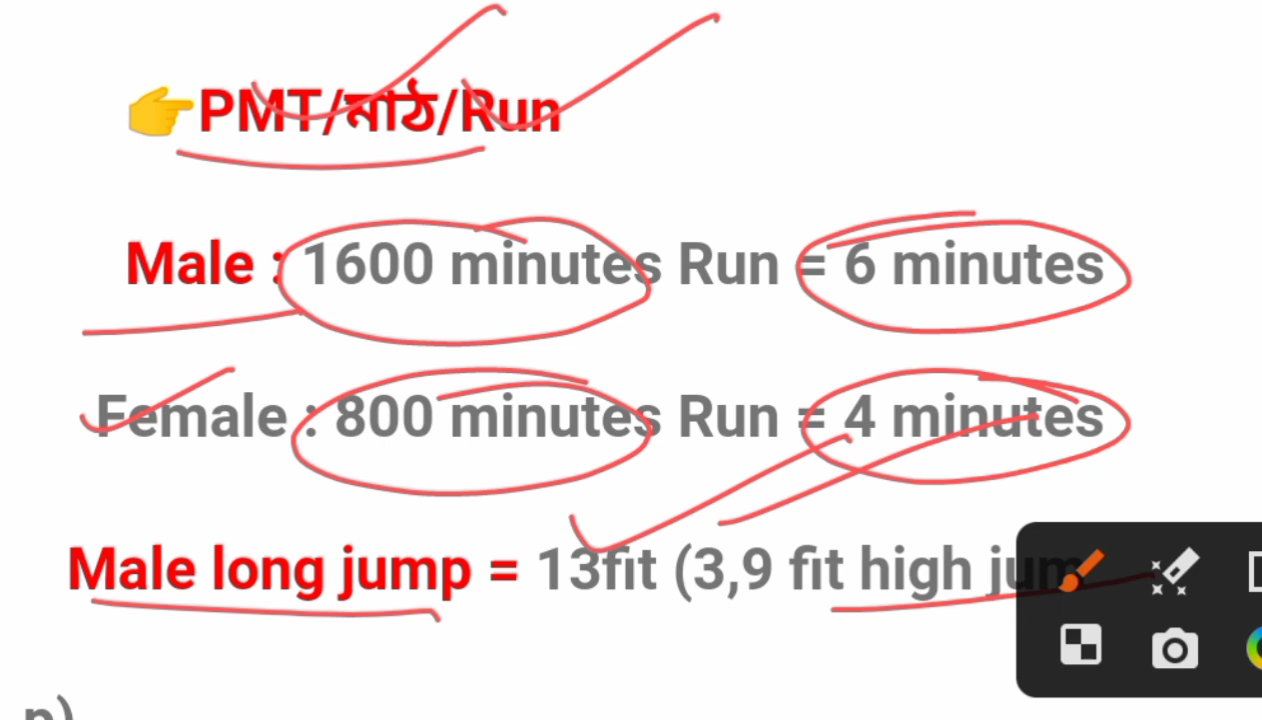 👉PMT/মাঠ/Run
Male : 1600 minutes Run = 6 minutes
Female : 800 minutes Run = 4 minutes
Male long jump = 13fit (3,9 fit high jum
p)